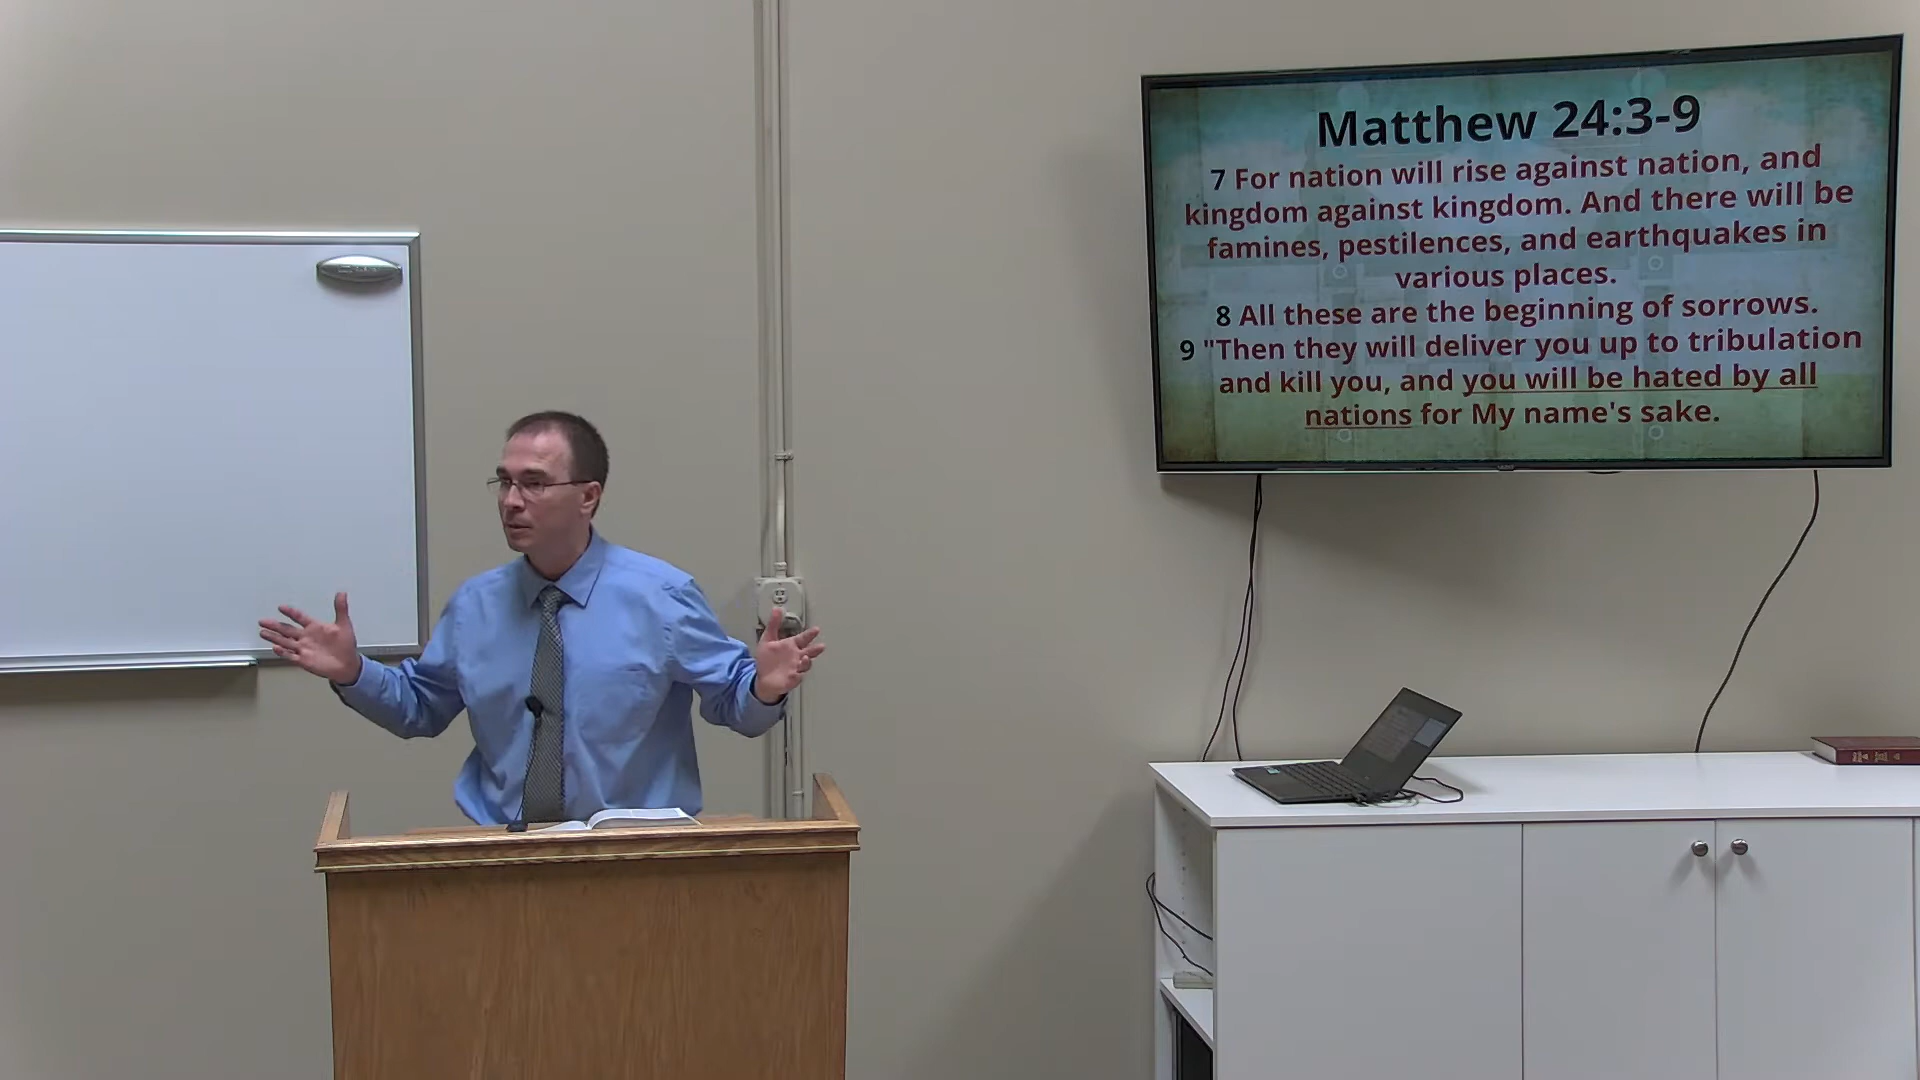 Matthew 24:3-9
7 For nation will rise against nation, and
kingdom against kingdom. And there will be
famines, pestilences, and earthquakes in
various places.
8 All these are the beginning of sorrows.
9 "Then they will deliver you up to tribulation
and kill you, and you will be hated by all
nations for My name's sake.